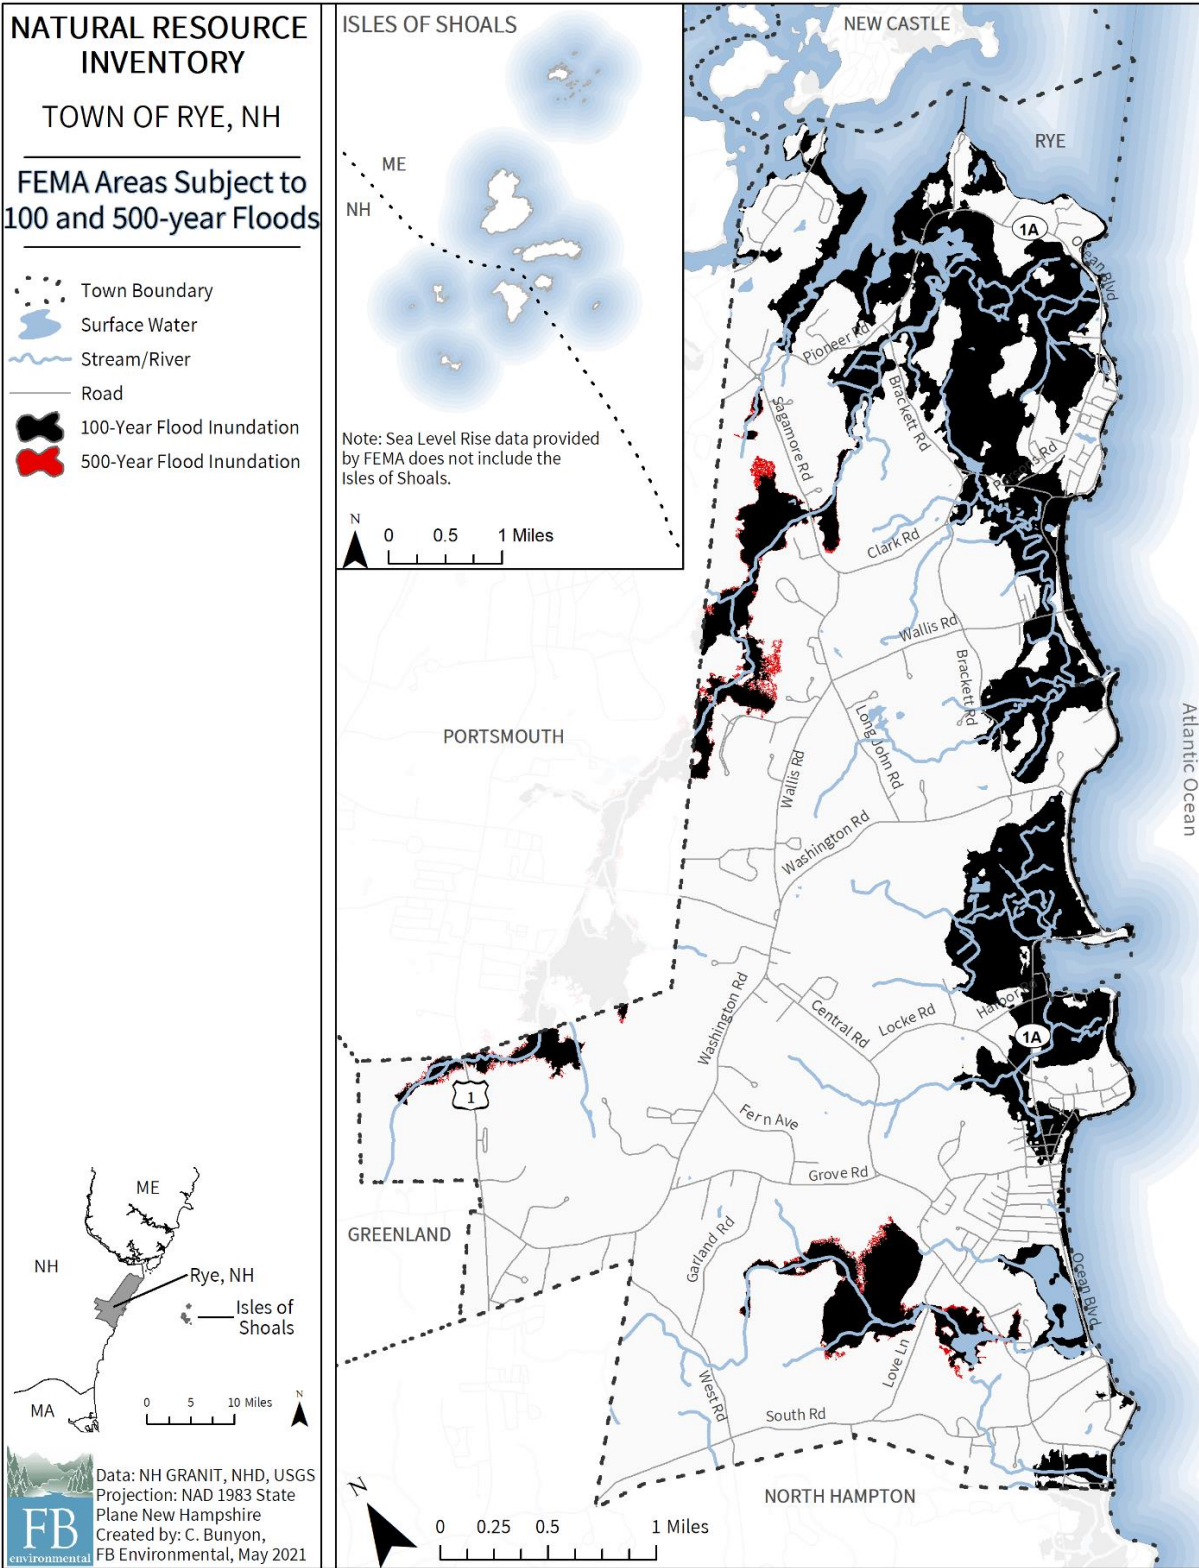 NATURAL RESOURCE
INVENTORY
TOWN OF RYE, NH
FEMA Areas Subject to
100 and 500-year Floods
Town Boundary
Surface Water
Stream/River
Road
100-Year Flood Inundation
500-Year Flood Inundation
ISLES OF SHOALS
ME
NH
Note: Sea Level Rise data provided
by FEMA does not include the
Isles of Shoals.
N
0 0.5 1 Miles
NEW CASTLE
RYE
1A
Ocean Blvd
Pioneer Rd
Sagamore Rd
Brackett Rd
Parsons Rd
Clark Rd
Wallis Rd
Brackett Rd
PORTSMOUTH
Long John Rd
Wallis Rd
Atlantic Ocean
Washington Rd
Washington Rd
Central Rd
Locke Rd
Harbor Rd
1A
1
Fern Ave
Grove Rd
GREENLAND
Garland Rd
Ocean Blvd
Love Ln
West Rd
South Rd
NORTH HAMPTON
N
0 0.25 0.5 1 Miles
ME
NH
Rye, NH
Isles of
Shoals
MA
0 5 10 Miles
N
FB
environmental
Data: NH GRANIT, NHD, USGS
Projection: NAD 1983 State
Plane New Hampshire
Created by: C. Bunyon,
FB Environmental, May 2021